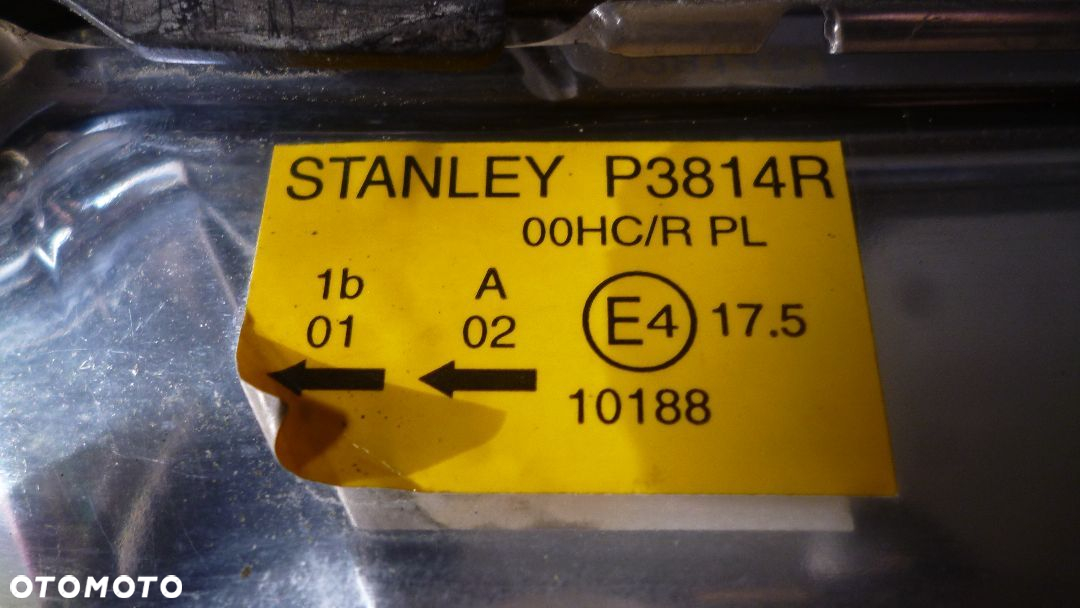 STANLEY P3814R
00HC/R PL
1b A
01 02
E4 17.5
10188
OTOMOTO